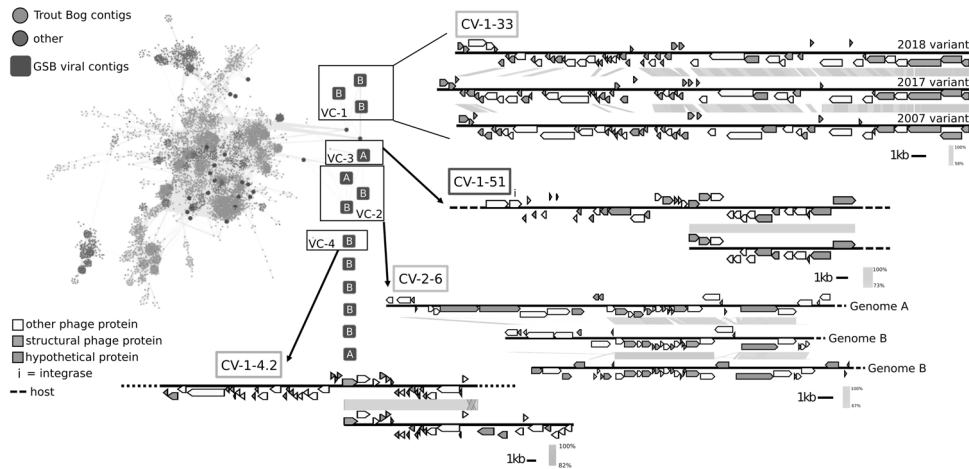 Trout Bog contigs
other
GSB viral contigs
CV-1-33
2018 variant
2017 variant
2007 variant
1kb
100%
58%
B
B
B
VC-1
VC-3
A
A
B
B
VC-2
CV-1-51
i
1kb
100%
73%
VC-4
B
B
B
B
B
A
CV-2-6
Genome A
Genome B
Genome B
1kb
100%
67%
other phage protein
structural phage protein
hypothetical protein
i = integrase
host
CV-1-4.2
1kb
100%
82%